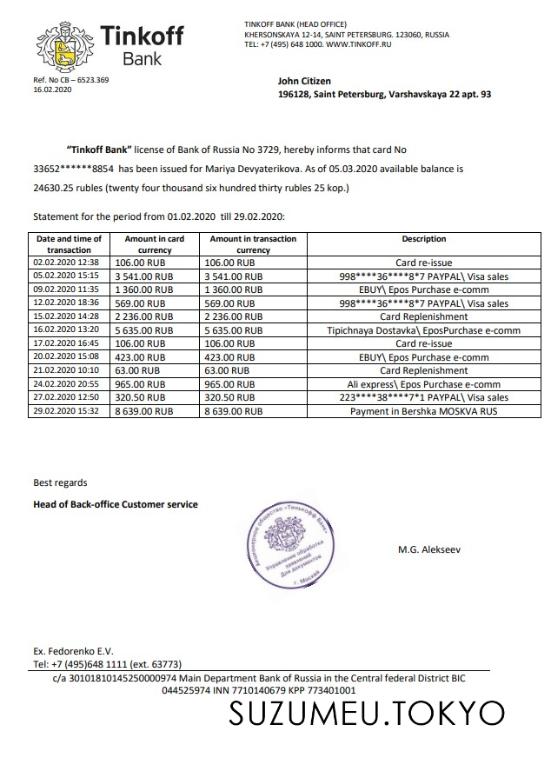 Tinkoff
Bank
TINKOFF BANK (HEAD OFFICE)
KHERSONSKAYA 12-14, SAINT PETERSBURG. 123060, RUSSIA
TEL: +7 (495) 648 1000. WWW.TINKOFF.RU
Ref. No CB – 6523.369
16.02.2020
John Citizen
196128, Saint Petersburg, Varshavskaya 22 apt. 93
"Tinkoff Bank" license of Bank of Russia No 3729, hereby informs that card No
33652******8854 has been issued for Mariya Devyaterikova. As of 05.03.2020 available balance is
24630.25 rubles (twenty four thousand six hundred thirty rubles 25 kop.)
Statement for the period from 01.02.2020 till 29.02.2020:
Date and time of transaction Amount in card currency Amount in transaction currency Description
02.02.2020 12:38 106.00 RUB 106.00 RUB Card re-issue
05.02.2020 15:15 3 541.00 RUB 3 541.00 RUB 998****36****8*7 PAYPAL\ Visa sales
09.02.2020 11:35 1 360.00 RUB 1 360.00 RUB EBUY\ Epos Purchase e-comm
12.02.2020 18:36 569.00 RUB 569.00 RUB 998****36****8*7 PAYPAL\ Visa sales
15.02.2020 14:28 2 236.00 RUB 2 236.00 RUB Card Replenishment
16.02.2020 13:20 5 635.00 RUB 5 635.00 RUB Tipichnaya Dostavka\ EposPurchase e-comm
17.02.2020 16:45 106.00 RUB 106.00 RUB Card re-issue
20.02.2020 15:08 423.00 RUB 423.00 RUB EBUY\ Epos Purchase e-comm
21.02.2020 10:10 63.00 RUB 63.00 RUB Card Replenishment
24.02.2020 20:55 965.00 RUB 965.00 RUB Ali express\ Epos Purchase e-comm
27.02.2020 12:50 320.50 RUB 320.50 RUB 223****38****7*1 PAYPAL\ Visa sales
29.02.2020 15:32 8 639.00 RUB 8 639.00 RUB Payment in Bershka MOSKVA RUS
Best regards
Head of Back-office Customer service
Акционерное общество «Тинькофф Банк»
Управление обработки
заявлений
Для документов
г. Москва
M.G. Alekseev
Ex. Fedorenko E.V.
Tel: +7 (495)648 1111 (ext. 63773)
c/a 30101810145250000974 Main Department Bank of Russia in the Central federal District BIC
044525974 INN 7710140679 KPP 773401001
SUZUMEU.TOKYO